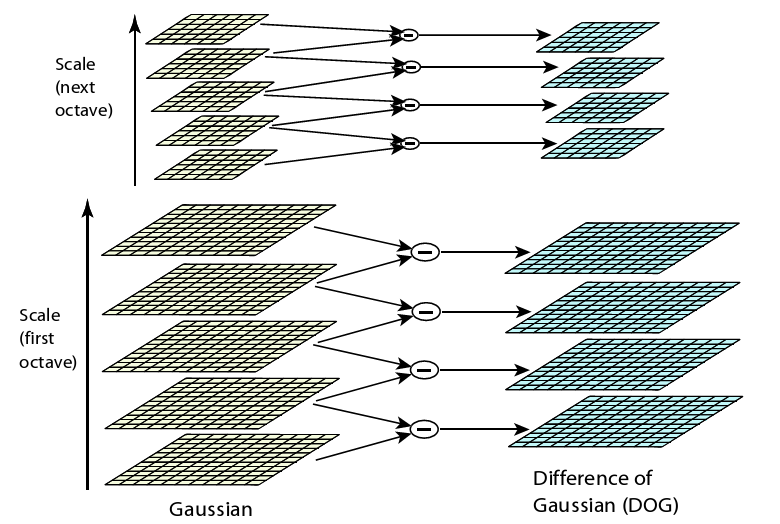 Scale
(next
octave)
Scale
(first
octave)
Gaussian
Difference of
Gaussian (DOG)